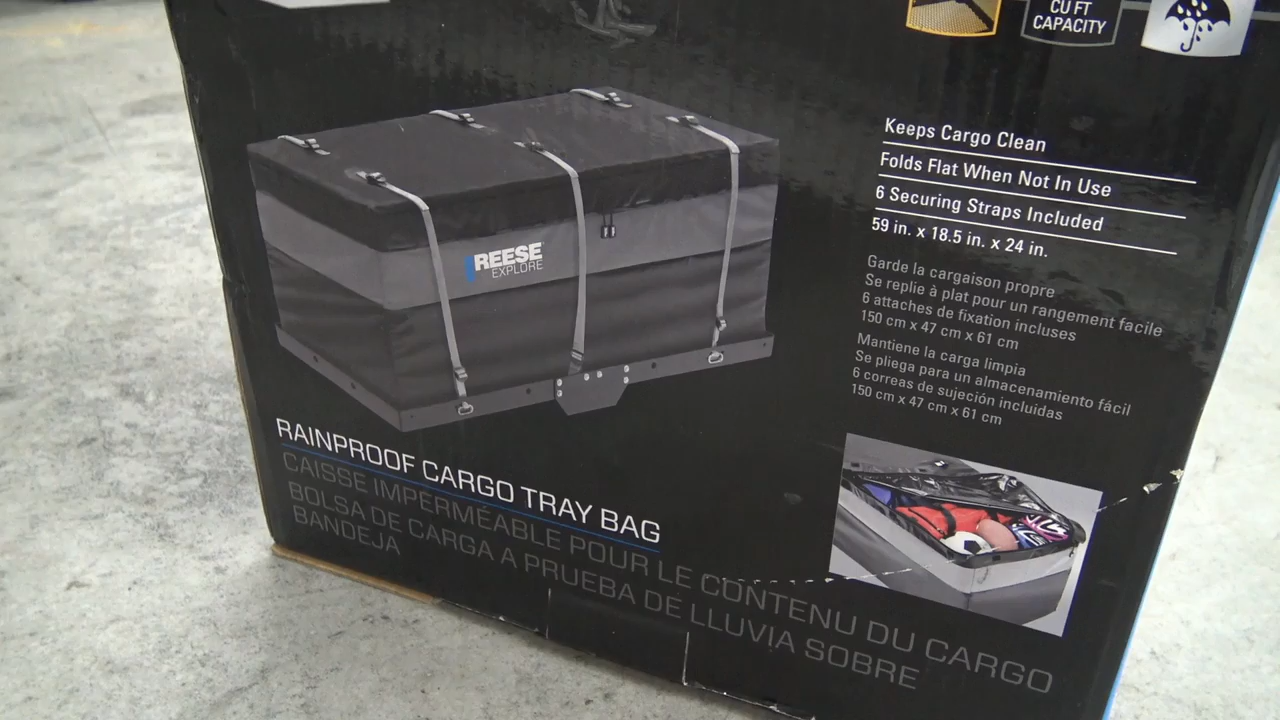 CU FT
CAPACITY
REESE
EXPLORE
Keeps Cargo Clean
Folds Flat When Not In Use
6 Securing Straps Included
59 in. x 18.5 in. x 24 in.
Garde la cargaison propre
Se replie à plat pour un rangement facile
6 attaches de fixation incluses
150 cm x 47 cm x 61 cm
Mantiene la carga limpia
Se pliega para un almacenamiento fácil
6 correas de sujeción incluidas
150 cm x 47 cm x 61 cm
RAINPROOF CARGO TRAY BAG
CAISSE IMPERMÉABLE POUR LE CONTENU DU CARGO
BOLSA DE CARGA A PRUEBA DE LLUVIA SOBRE
BANDEJA